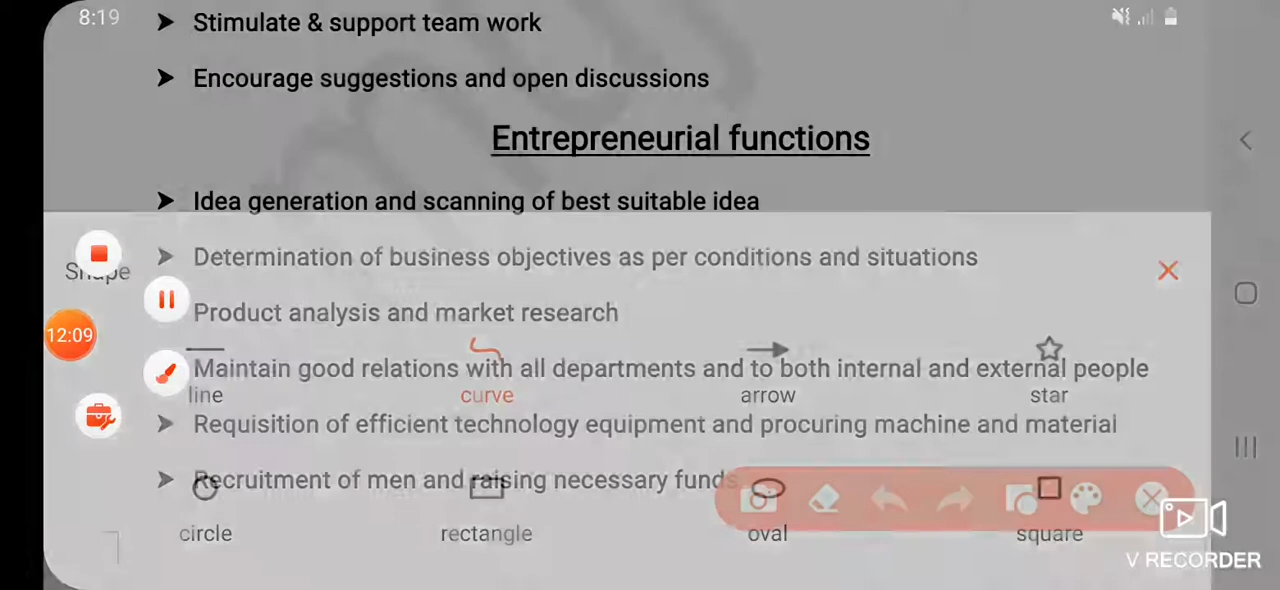 8:19
➤ Stimulate & support team work
➤ Encourage suggestions and open discussions
Entrepreneurial functions
➤ Idea generation and scanning of best suitable idea
➤ Determination of business objectives as per conditions and situations
Shape
Product analysis and market research
12:09
Maintain good relations with all departments and to both internal and external people
line curve arrow star
➤ Requisition of efficient technology equipment and procuring machine and material
➤ Recruitment of men and raising necessary funds
circle rectangle oval square
V RECORDER